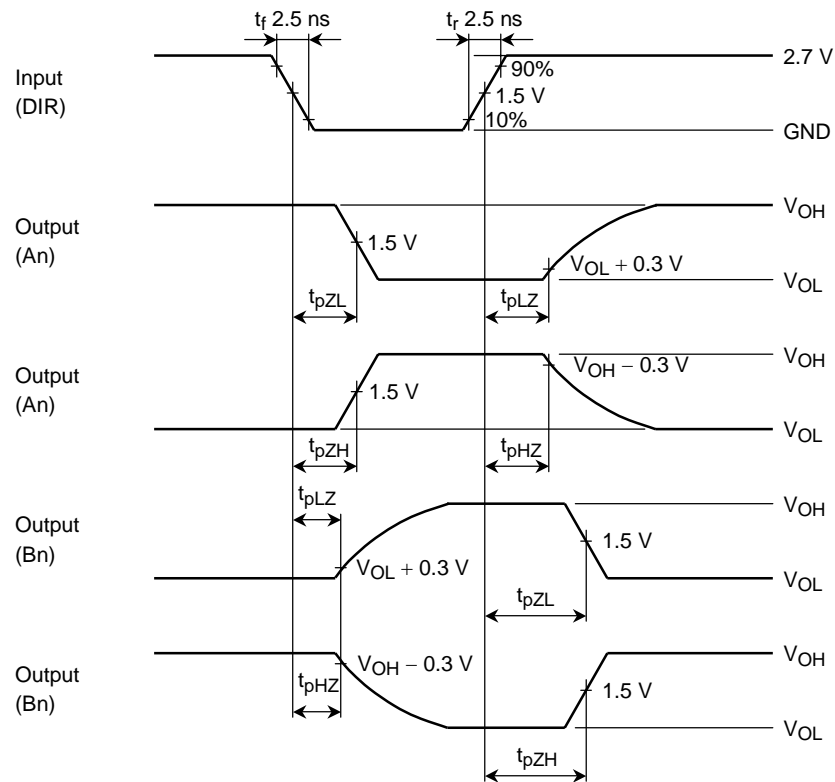 tf 2.5 ns
tr 2.5 ns
Input
(DIR)
2.7 V
90%
1.5 V
10%
GND
Output
(An)
VOH
1.5 V
VOL + 0.3 V
VOL
tpZL
tpLZ
Output
(An)
VOH
VOH − 0.3 V
1.5 V
VOL
tpZH
tpHZ
tpLZ
Output
(Bn)
VOH
1.5 V
VOL + 0.3 V
VOL
tpZL
Output
(Bn)
VOH
VOH − 0.3 V
tpHZ
1.5 V
VOL
tpZH